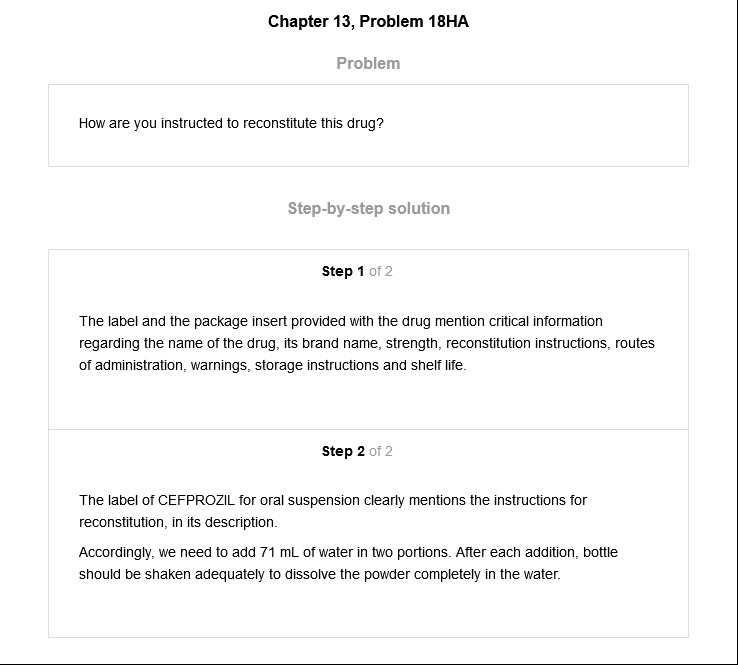 Chapter 13, Problem 18HA
Problem
How are you instructed to reconstitute this drug?
Step-by-step solution
Step 1 of 2
The label and the package insert provided with the drug mention critical information
regarding the name of the drug, its brand name, strength, reconstitution instructions, routes
of administration, warnings, storage instructions and shelf life.
Step 2 of 2
The label of CEFPROZIL for oral suspension clearly mentions the instructions for
reconstitution, in its description.
Accordingly, we need to add 71 mL of water in two portions. After each addition, bottle
should be shaken adequately to dissolve the powder completely in the water.